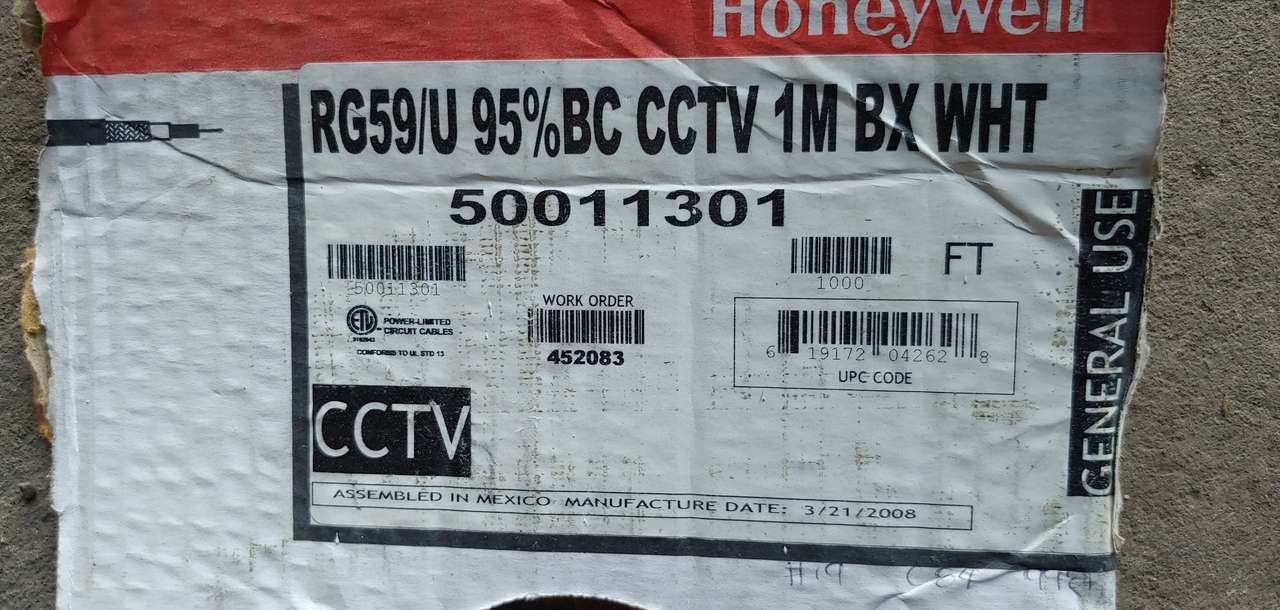 Honeywell
RG59/U 95%BC CCTV 1M BX WHT
50011301
50011301
1000
FT
GENERAL USE
ETL
POWER-LIMITED
CIRCUIT CABLES
CONFORMS TO UL STD 13
WORK ORDER
452083
6 19172 04262 8
UPC CODE
CCTV
ASSEMBLED IN MEXICO MANUFACTURE DATE: 3/21/2008